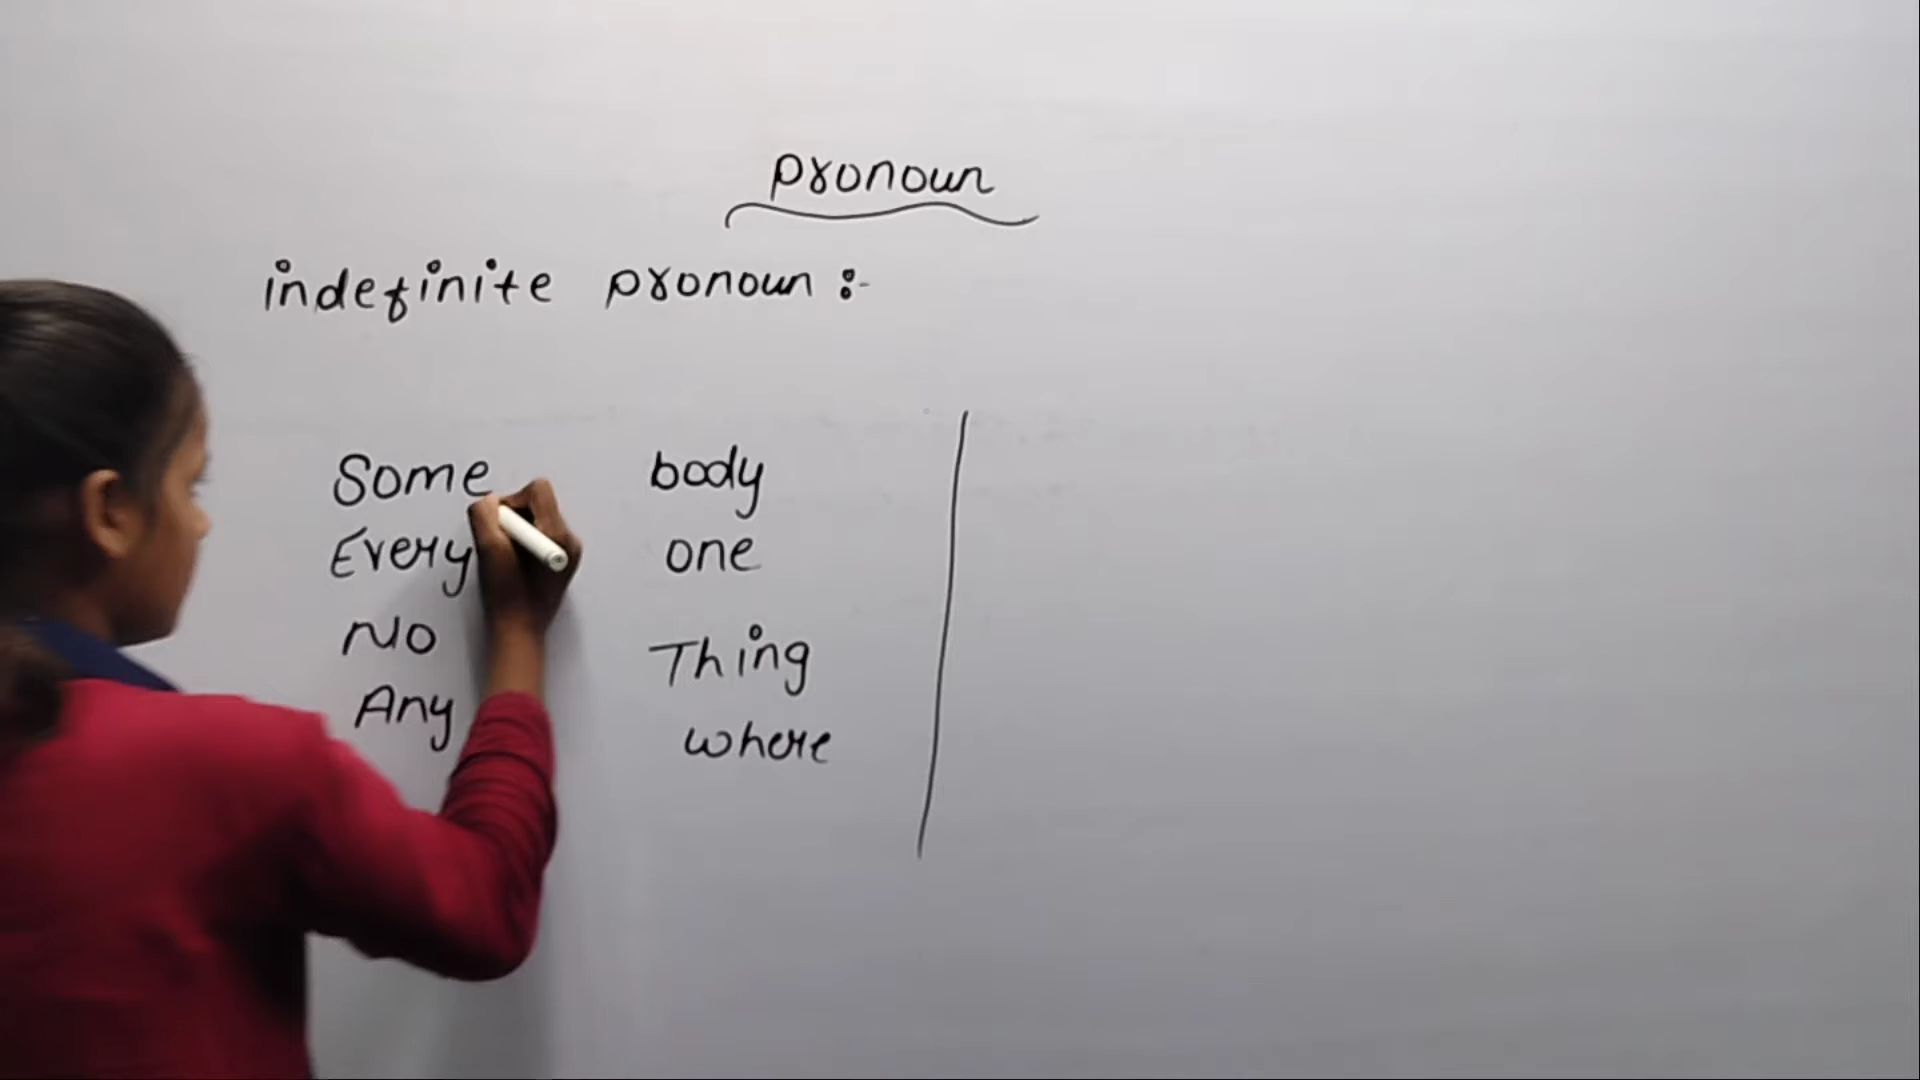 pronoun
indefinite pronoun :-
Some body
Every one
No Thing
Any where